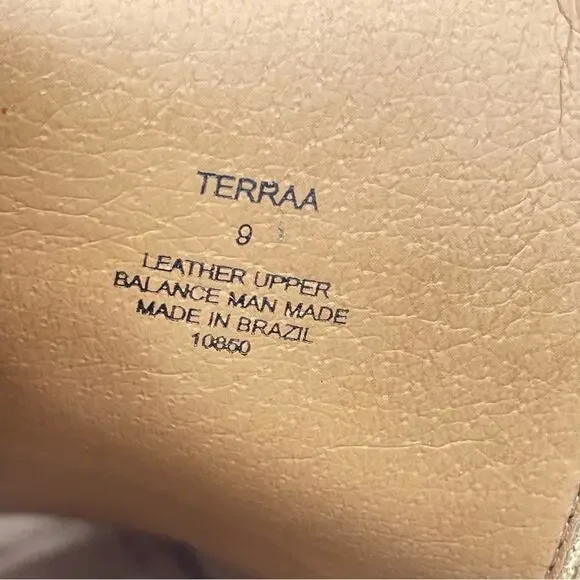 TERRAA
9
LEATHER UPPER
BALANCE MAN MADE
MADE IN BRAZIL
10850